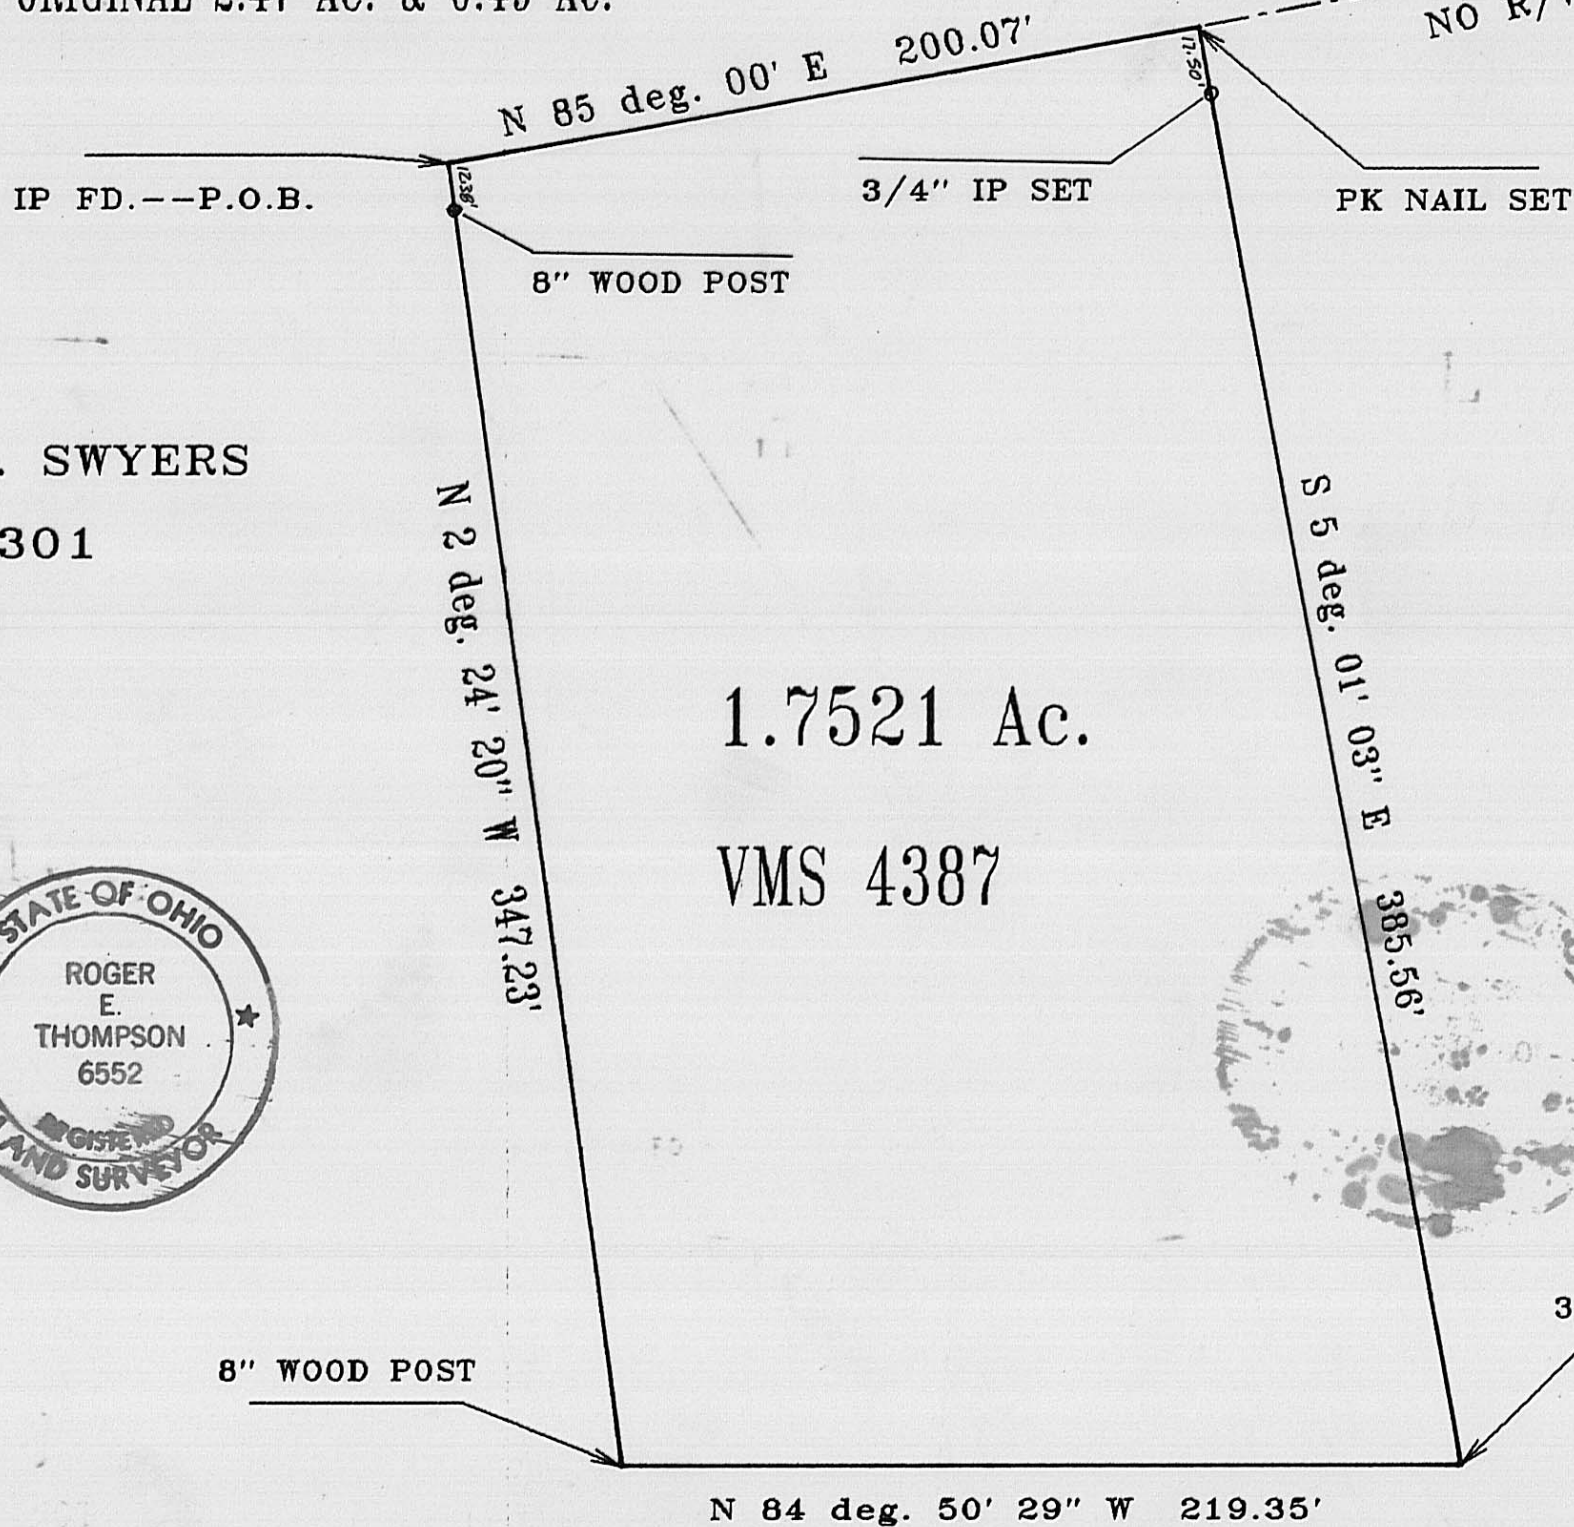 ORIGINAL 2.47 AC. & 0.45 AC.
NO R/
N 85 deg. 00' E 200.07'
17.50'
IP FD.--P.O.B.
12.38'
3/4" IP SET
PK NAIL SET
8" WOOD POST
. SWYERS
301
N 2 deg. 24' 20" W 347.23'
S 5 deg. 01' 03" E 385.56'
1.7521 Ac.
VMS 4387
STATE OF OHIO
ROGER
E.
THOMPSON
6552
REGISTERED
LAND SURVEYOR
3
8" WOOD POST
N 84 deg. 50' 29" W 219.35'